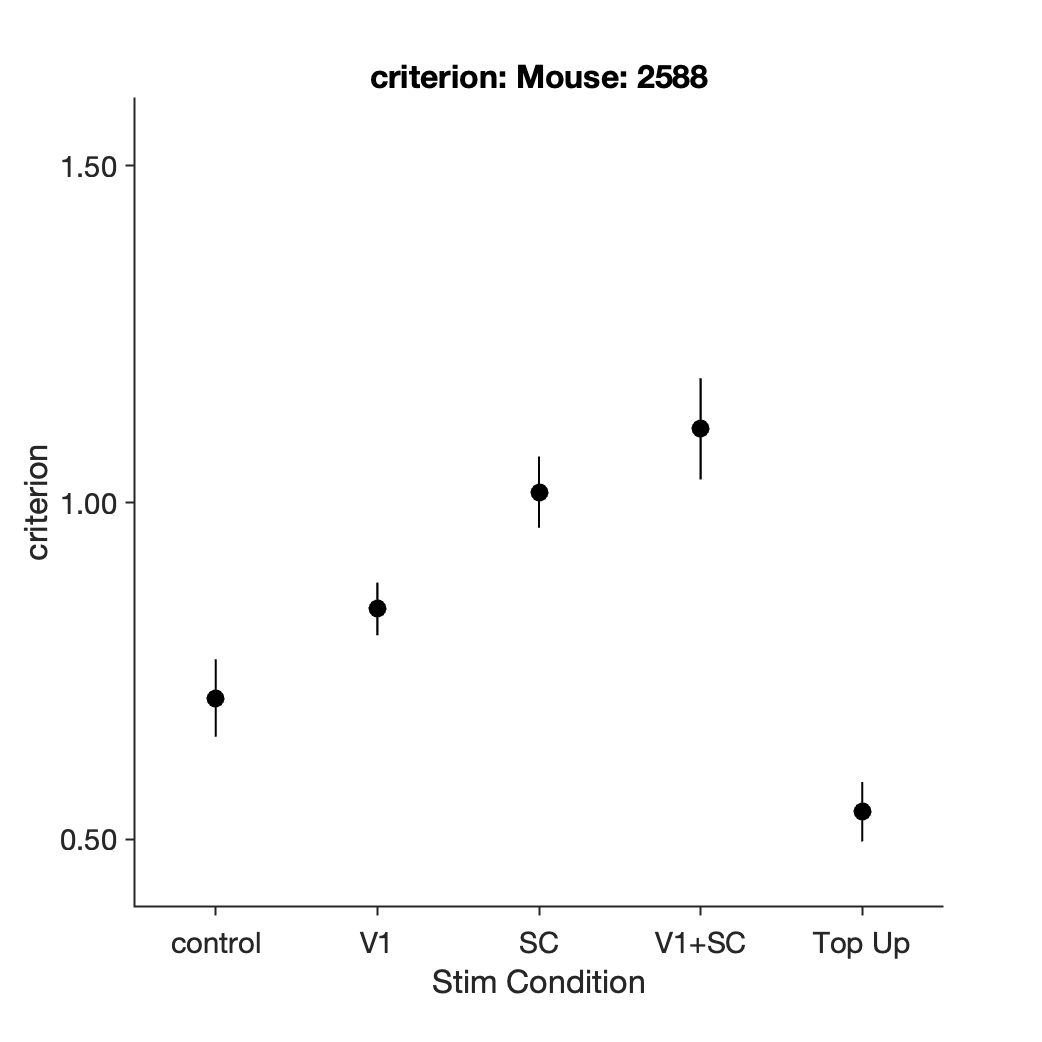 criterion: Mouse: 2588
1.50
1.00
0.50
criterion
control
V1
SC
V1+SC
Top Up
Stim Condition